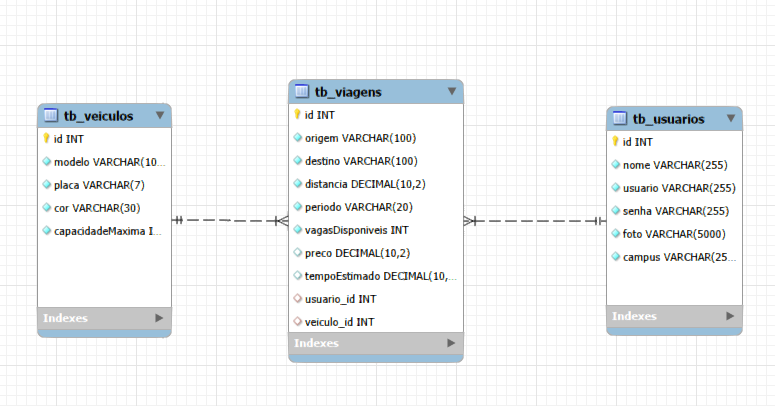 tb_veiculos
id INT
modelo VARCHAR(10...
placa VARCHAR(7)
cor VARCHAR(30)
capacidadeMaxima I...
Indexes
tb_viagens
id INT
origem VARCHAR(100)
destino VARCHAR(100)
distancia DECIMAL(10,2)
periodo VARCHAR(20)
vagasDisponiveis INT
preco DECIMAL(10,2)
tempoEstimado DECIMAL(10,...
usuario_id INT
veiculo_id INT
Indexes
tb_usuarios
id INT
nome VARCHAR(255)
usuario VARCHAR(255)
senha VARCHAR(255)
foto VARCHAR(5000)
campus VARCHAR(25...
Indexes